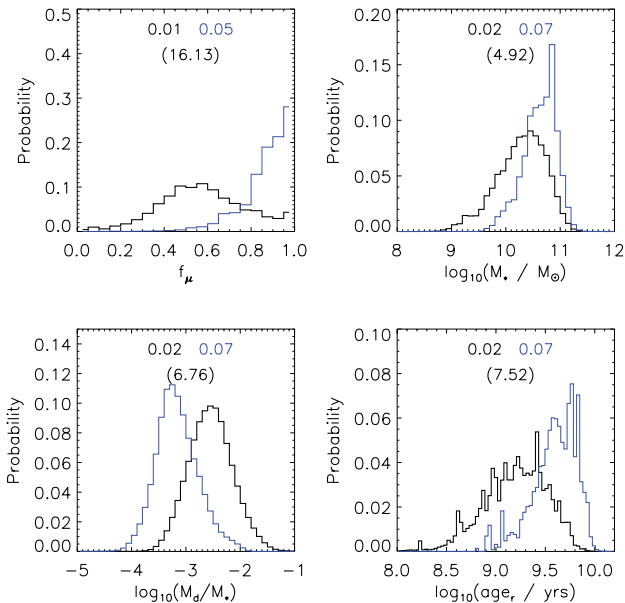 0.5
0.4
0.3
0.2
0.1
0.0
Probability
0.01 0.05
(16.13)
0.0 0.2 0.4 0.6 0.8 1.0
f_μ
0.20
0.15
0.10
0.05
0.00
Probability
0.02 0.07
(4.92)
8 9 10 11 12
log₁₀(M* / M⊙)
0.14
0.12
0.10
0.08
0.06
0.04
0.02
0.00
Probability
0.02 0.07
(6.76)
-5 -4 -3 -2 -1
log₁₀(M_d/M*)
0.10
0.08
0.06
0.04
0.02
0.00
Probability
0.02 0.07
(7.52)
8.0 8.5 9.0 9.5 10.0
log₁₀(age_r / yrs)